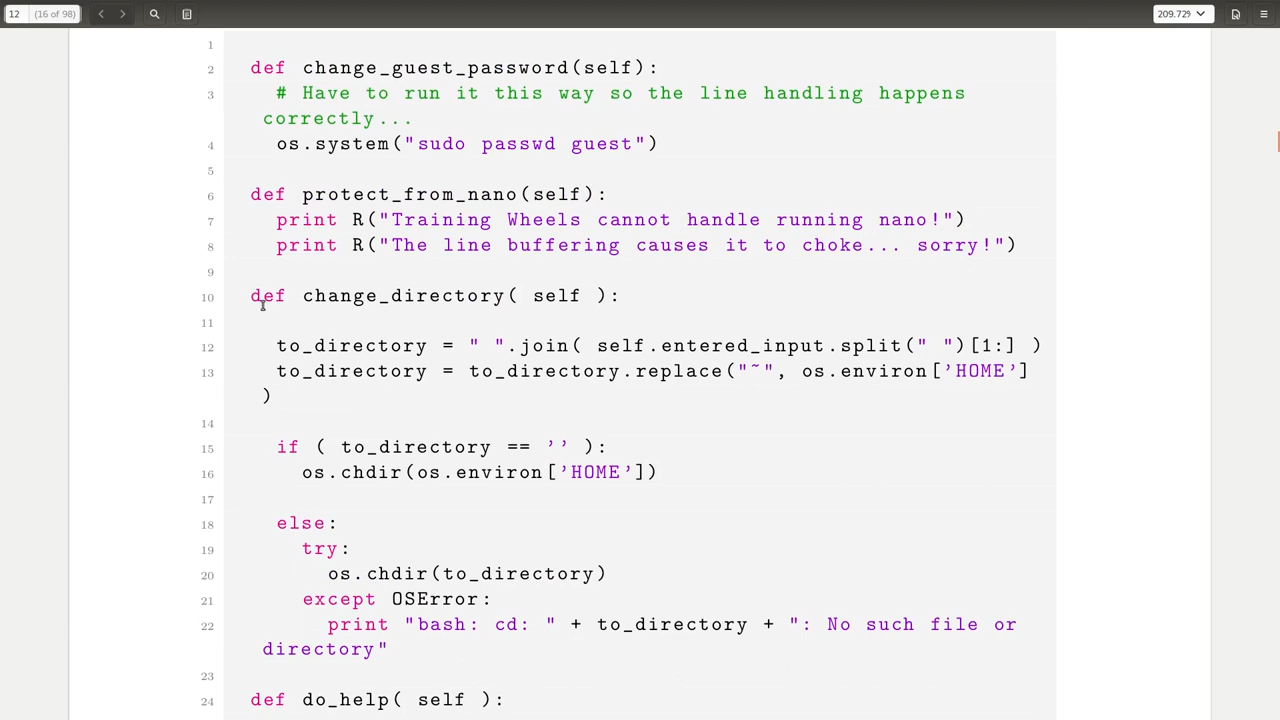 12 (16 of 98) 209.72%
1
2 def change_guest_password(self):
3 # Have to run it this way so the line handling happens
correctly...
4 os.system("sudo passwd guest")
5
6 def protect_from_nano(self):
7 print R("Training Wheels cannot handle running nano!")
8 print R("The line buffering causes it to choke... sorry!")
9
10 def change_directory( self ):
11
12 to_directory = " ".join( self.entered_input.split(" ")[1:] )
13 to_directory = to_directory.replace("~", os.environ['HOME']
)
14
15 if ( to_directory == '' ):
16 os.chdir(os.environ['HOME'])
17
18 else:
19 try:
20 os.chdir(to_directory)
21 except OSError:
22 print "bash: cd: " + to_directory + ": No such file or
directory"
23
24 def do_help( self ):